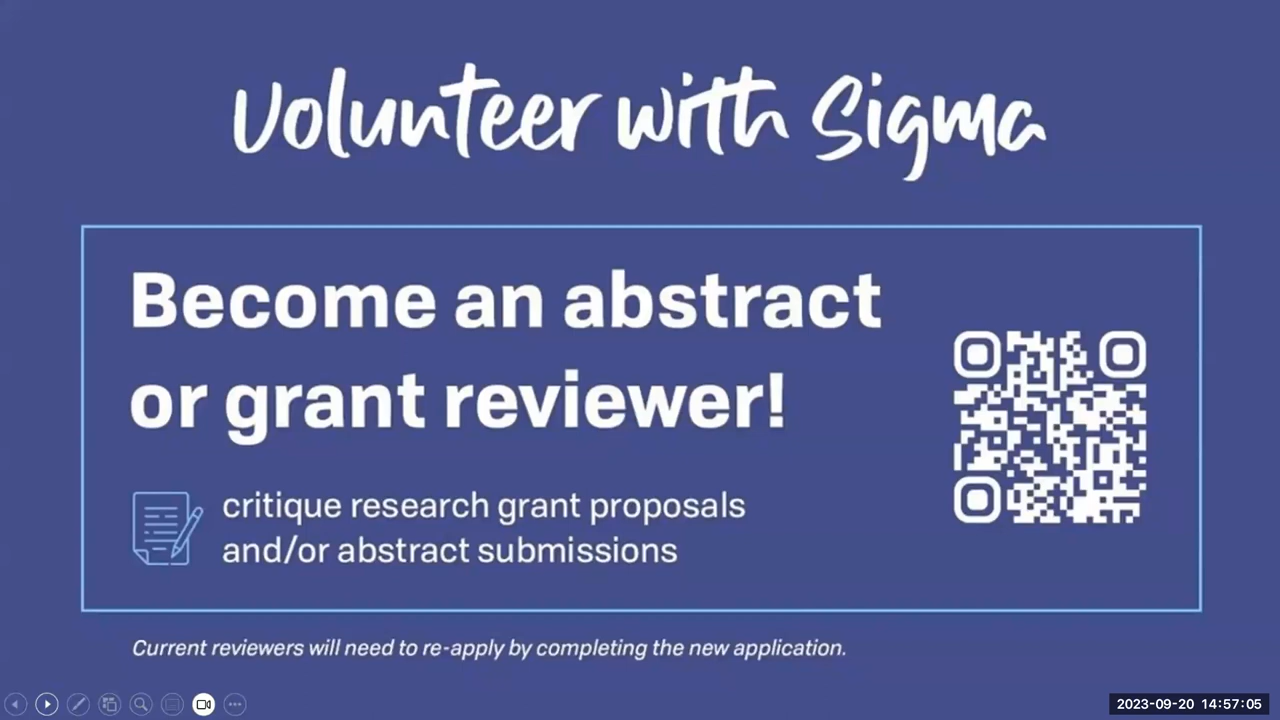 Volunteer with Sigma
Become an abstract
or grant reviewer!
critique research grant proposals
and/or abstract submissions
Current reviewers will need to re-apply by completing the new application.
2023-09-20 14:57:05